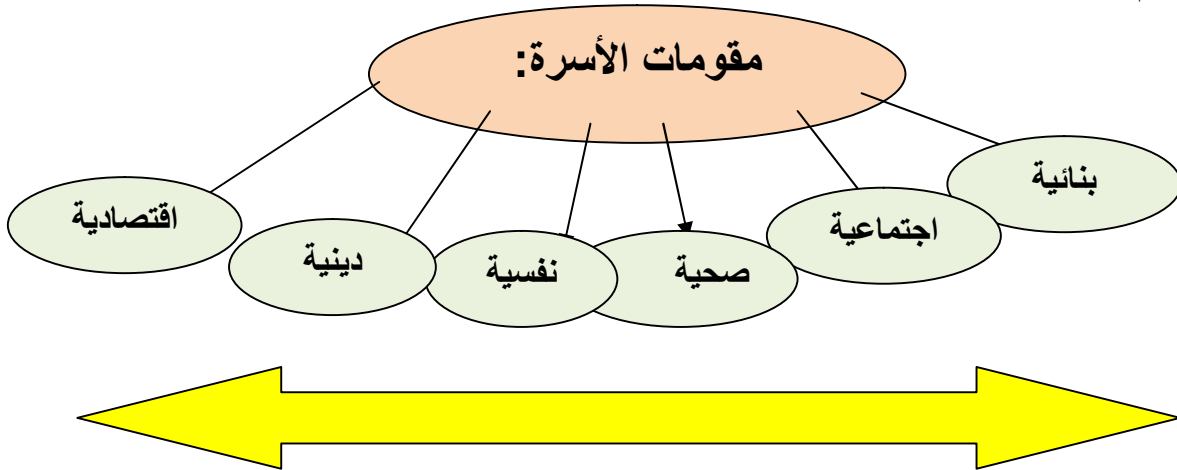 مقومات الأسرة:
بنائية
اجتماعية
صحية
نفسية
دينية
اقتصادية